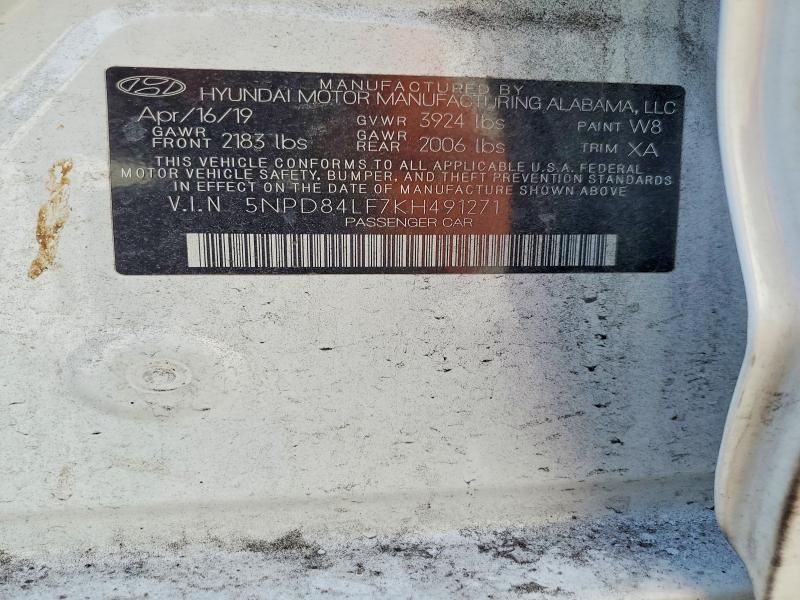 MANUFACTURED BY
HYUNDAI MOTOR MANUFACTURING ALABAMA, LLC
Apr/16/19 GVWR 3924 lbs PAINT W8
GAWR FRONT 2183 lbs GAWR REAR 2006 lbs TRIM XA
THIS VEHICLE CONFORMS TO ALL APPLICABLE U.S.A. FEDERAL
MOTOR VEHICLE SAFETY, BUMPER, AND THEFT PREVENTION STANDARDS
IN EFFECT ON THE DATE OF MANUFACTURE SHOWN ABOVE
V.I.N 5NPD84LF7KH491271
PASSENGER CAR